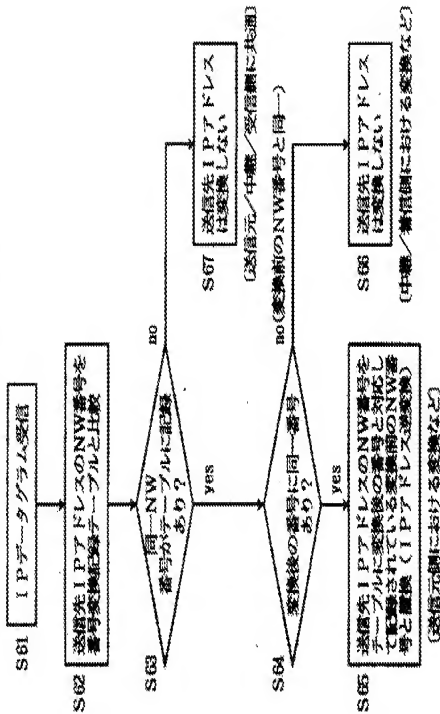 S61
IPデータグラム受信
S62
送信先IPアドレスのNW番号を
番号変換記録テーブルと比較
S63
同一NW
番号がテーブルに記録
あり?
no
S67
送信先IPアドレス
は変換しない
(送信元/中継/受信側に共通)
yes
S64
変換後の番号に同一番号
あり?
no(変換前のNW番号と同一)
S66
送信先IPアドレス
は変換しない
(中継/着信側における変換など)
yes
S65
送信先IPアドレスのNW番号を
テーブルに変換後の番号と対応し
て記録されている変換前のNW番
号と置換(IPアドレス逆変換)
(送信元側における変換など)